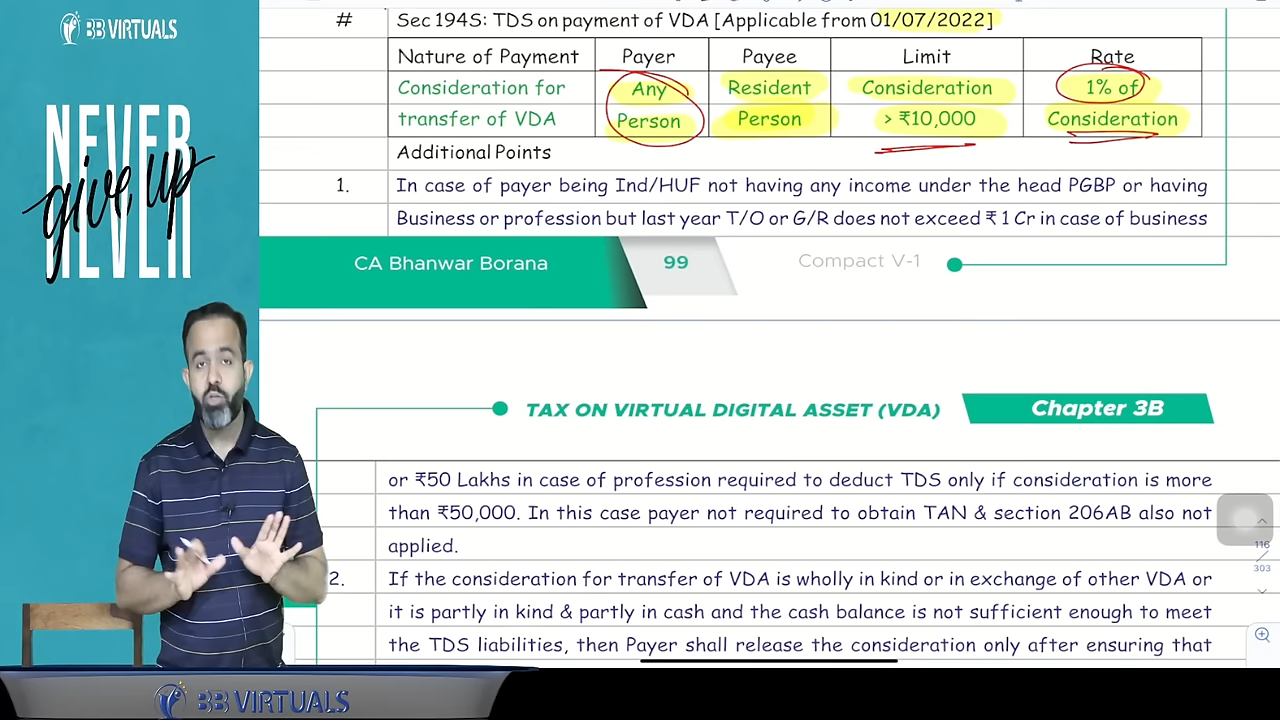 BB VIRTUALS
NEVER
give up
NEVER
# Sec 194S: TDS on payment of VDA [Applicable from 01/07/2022]
Nature of Payment Payer Payee Limit Rate
Consideration for Any Resident Consideration 1% of
transfer of VDA Person Person > ₹10,000 Consideration
Additional Points
1. In case of payer being Ind/HUF not having any income under the head PGBP or having
Business or profession but last year T/O or G/R does not exceed ₹ 1 Cr in case of business
CA Bhanwar Borana 99 Compact V-1
TAX ON VIRTUAL DIGITAL ASSET (VDA) Chapter 3B
or ₹50 Lakhs in case of profession required to deduct TDS only if consideration is more
than ₹50,000. In this case payer not required to obtain TAN & section 206AB also not
applied.
2. If the consideration for transfer of VDA is wholly in kind or in exchange of other VDA or
it is partly in kind & partly in cash and the cash balance is not sufficient enough to meet
the TDS liabilities, then Payer shall release the consideration only after ensuring that
116
303
BB VIRTUALS